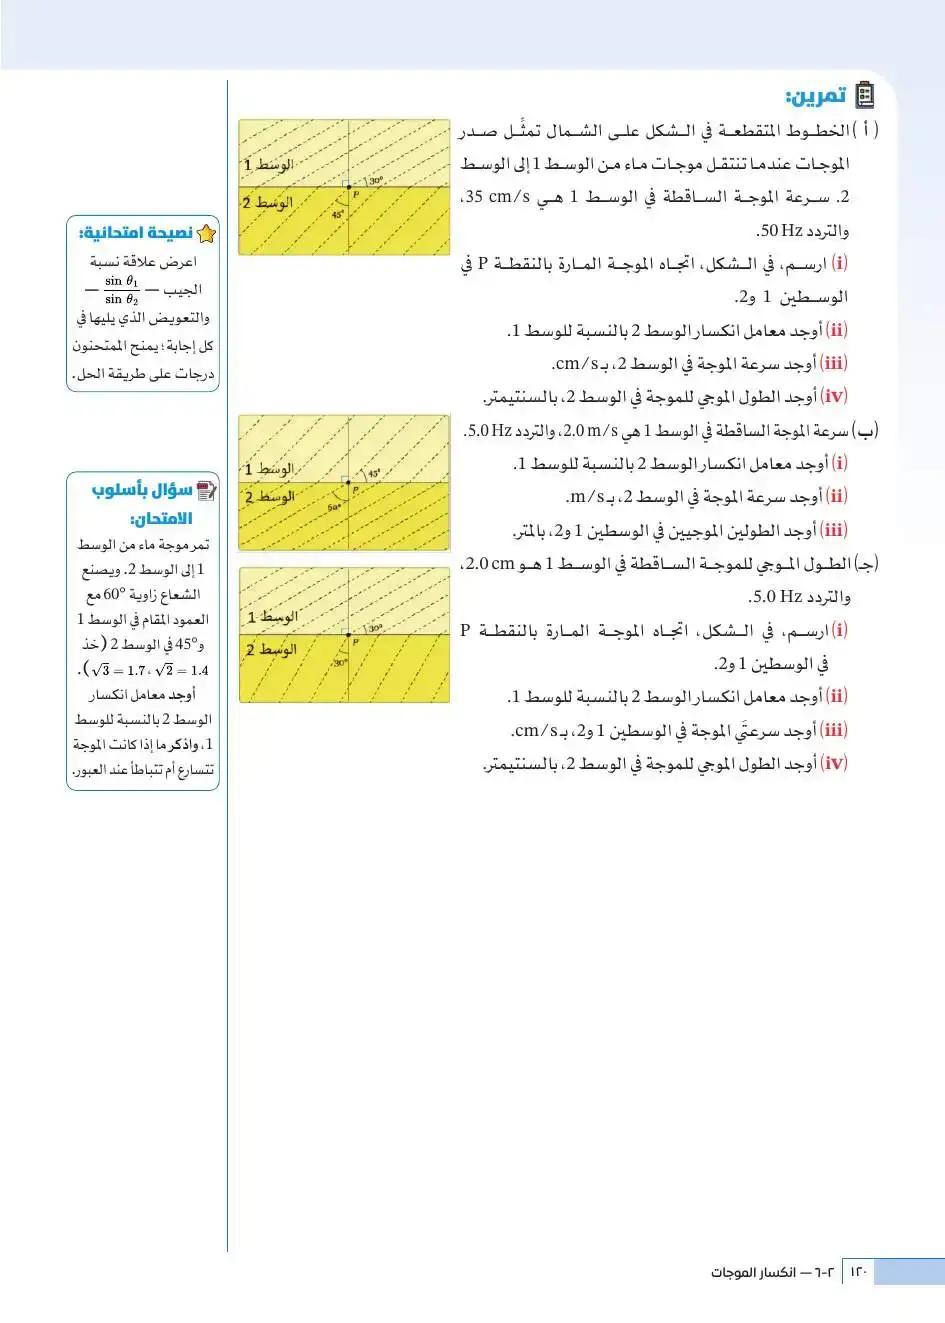 تمرين:
( أ ) الخطوط المتقطعة في الشكل على الشمال تمثّل صدر
الموجات عندما تنتقل موجات ماء من الوسط 1 إلى الوسط
2. سرعة الموجة الساقطة في الوسط 1 هي 35 cm/s،
والتردد 50 Hz.
(i) ارسم، في الشكل، اتجاه الموجة المارة بالنقطة P في
الوسطين 1 و2.
(ii) أوجد معامل انكسار الوسط 2 بالنسبة للوسط 1.
(iii) أوجد سرعة الموجة في الوسط 2، بـ cm/s.
(iv) أوجد الطول الموجي للموجة في الوسط 2، بالسنتيمتر.
(ب) سرعة الموجة الساقطة في الوسط 1 هي 2.0 m/s، والتردد 5.0 Hz.
(i) أوجد معامل انكسار الوسط 2 بالنسبة للوسط 1.
(ii) أوجد سرعة الموجة في الوسط 2، بـ m/s.
(iii) أوجد الطولين الموجيين في الوسطين 1 و2، بالمتر.
(جـ) الطول الموجي للموجة الساقطة في الوسط 1 هو 2.0 cm،
والتردد 5.0 Hz.
(i) ارسم، في الشكل، اتجاه الموجة المارة بالنقطة P
في الوسطين 1 و2.
(ii) أوجد معامل انكسار الوسط 2 بالنسبة للوسط 1.
(iii) أوجد سرعتَي الموجة في الوسطين 1 و2، بـ cm/s.
(iv) أوجد الطول الموجي للموجة في الوسط 2، بالسنتيمتر.
الوسط 1
30°
P
الوسط 2
45°
الوسط 1
45°
P
الوسط 2
60°
الوسط 1
30°
P
الوسط 2
30°
نصيحة امتحانية:
اعرض علاقة نسبة
الجيب — sin θ₁ / sin θ₂ —
والتعويض الذي يليها في
كل إجابة؛ يمنح الممتحنون
درجات على طريقة الحل.
سؤال بأسلوب
الامتحان:
تمر موجة ماء من الوسط
1 إلى الوسط 2. ويصنع
الشعاع زاوية 60° مع
العمود المقام في الوسط 1
و45° في الوسط 2 (خذ
√3 = 1.7، √2 = 1.4).
أوجد معامل انكسار
الوسط 2 بالنسبة للوسط
1، واذكر ما إذا كانت الموجة
تتسارع أم تتباطأ عند العبور.
١٢٠ ٢-٦ — انكسار الموجات